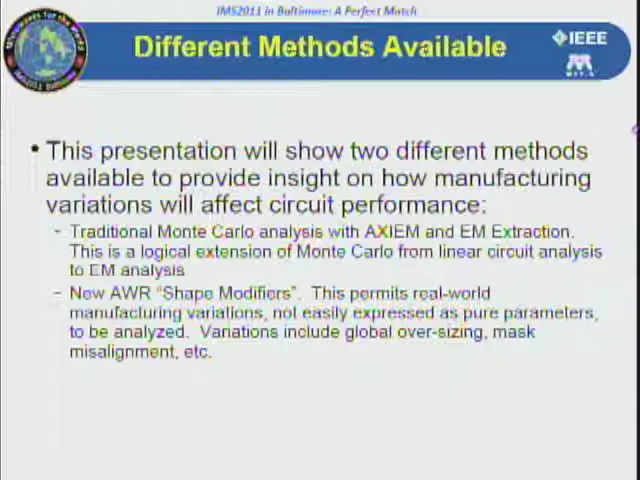 IMS2011 in Baltimore: A Perfect Match
Different Methods Available
IEEE
MTT-S
• This presentation will show two different methods
available to provide insight on how manufacturing
variations will affect circuit performance:
– Traditional Monte Carlo analysis with AXIEM and EM Extraction.
This is a logical extension of Monte Carlo from linear circuit analysis
to EM analysis
– New AWR “Shape Modifiers”. This permits real-world
manufacturing variations, not easily expressed as pure parameters,
to be analyzed. Variations include global over-sizing, mask
misalignment, etc.